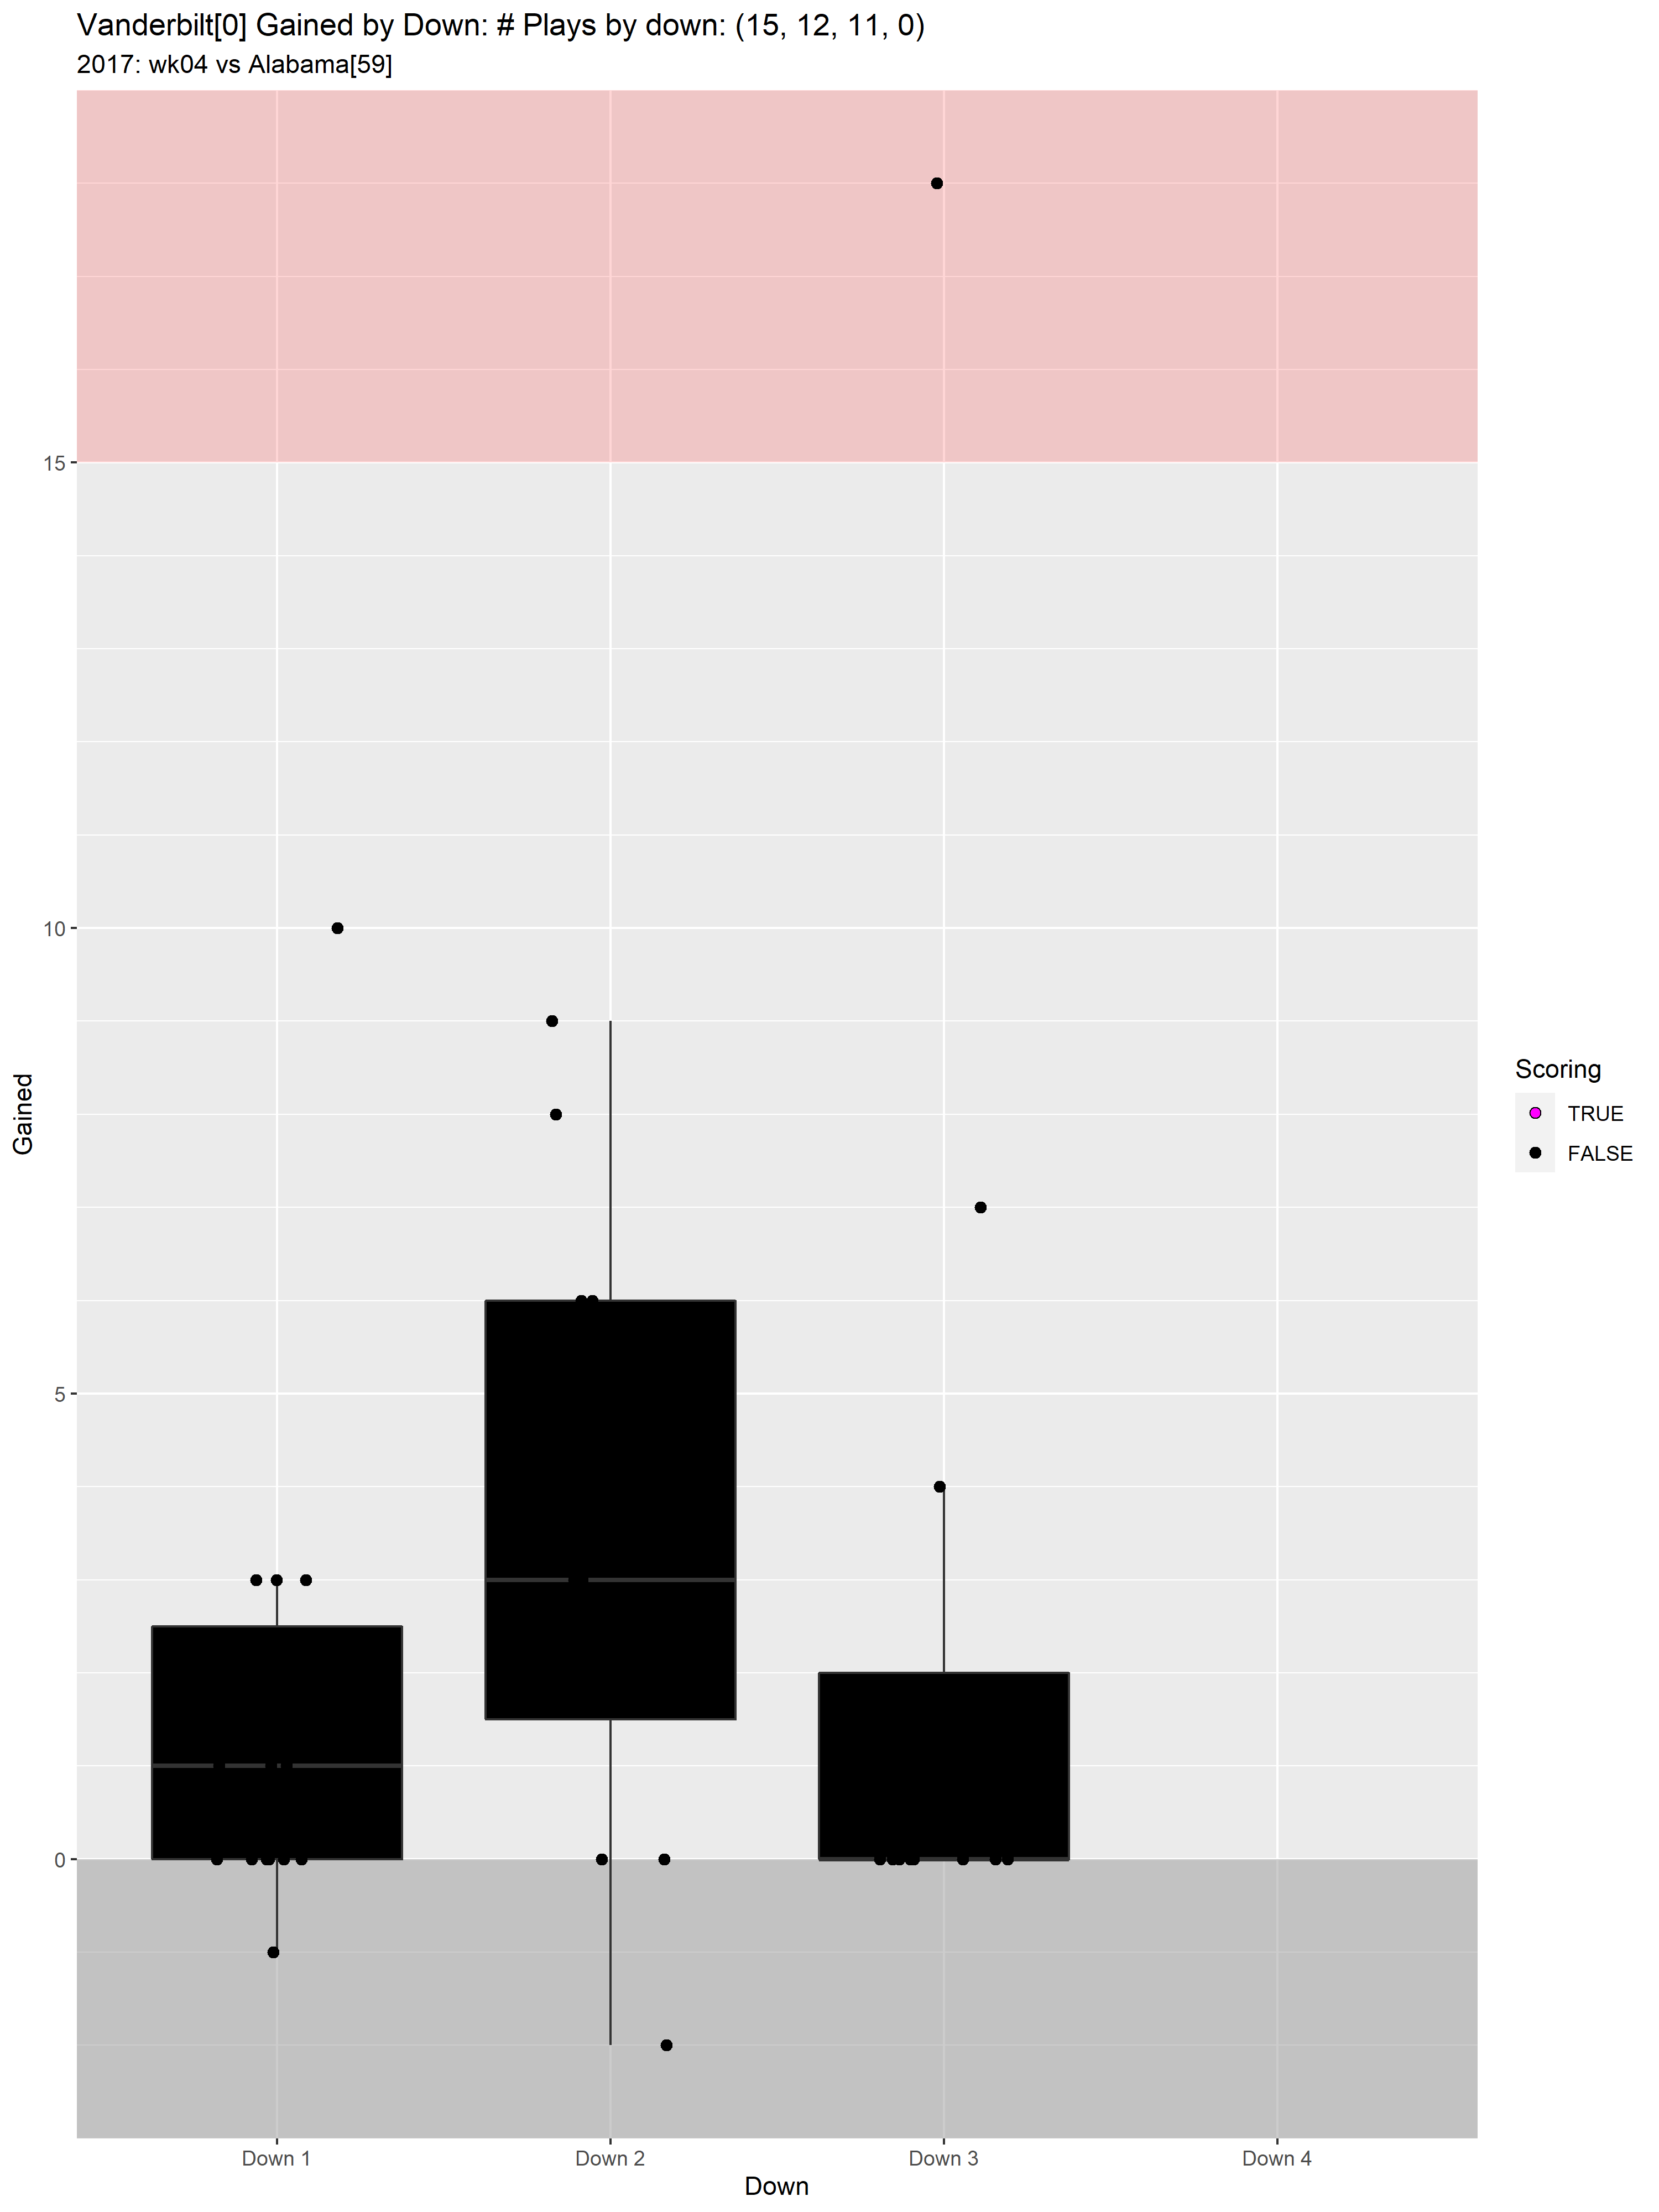 Vanderbilt[0] Gained by Down: # Plays by down: (15, 12, 11, 0)
2017: wk04 vs Alabama[59]
15
10
5
0
Gained
Down 1 Down 2 Down 3 Down 4
Down
Scoring
TRUE
FALSE